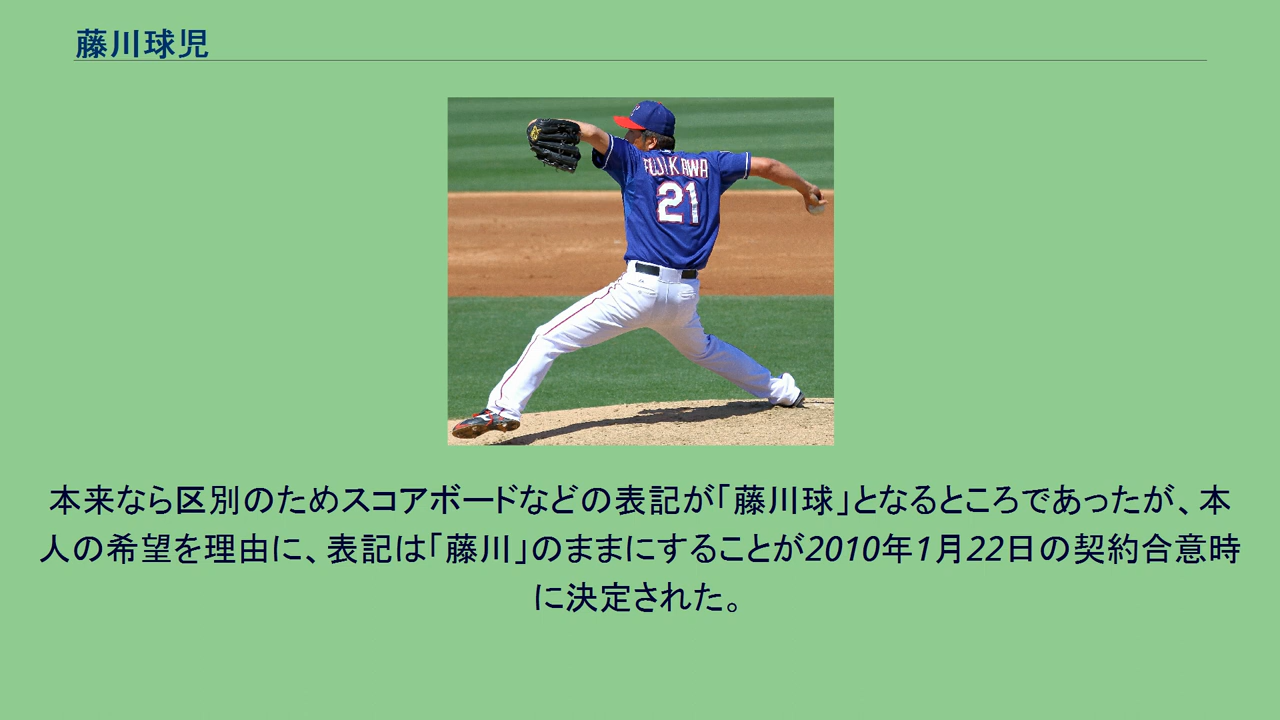 藤川球児
FUJIKAWA
21
本来なら区別のためスコアボードなどの表記が「藤川球」となるところであったが、本
人の希望を理由に、表記は「藤川」のままにすることが2010年1月22日の契約合意時
に決定された。